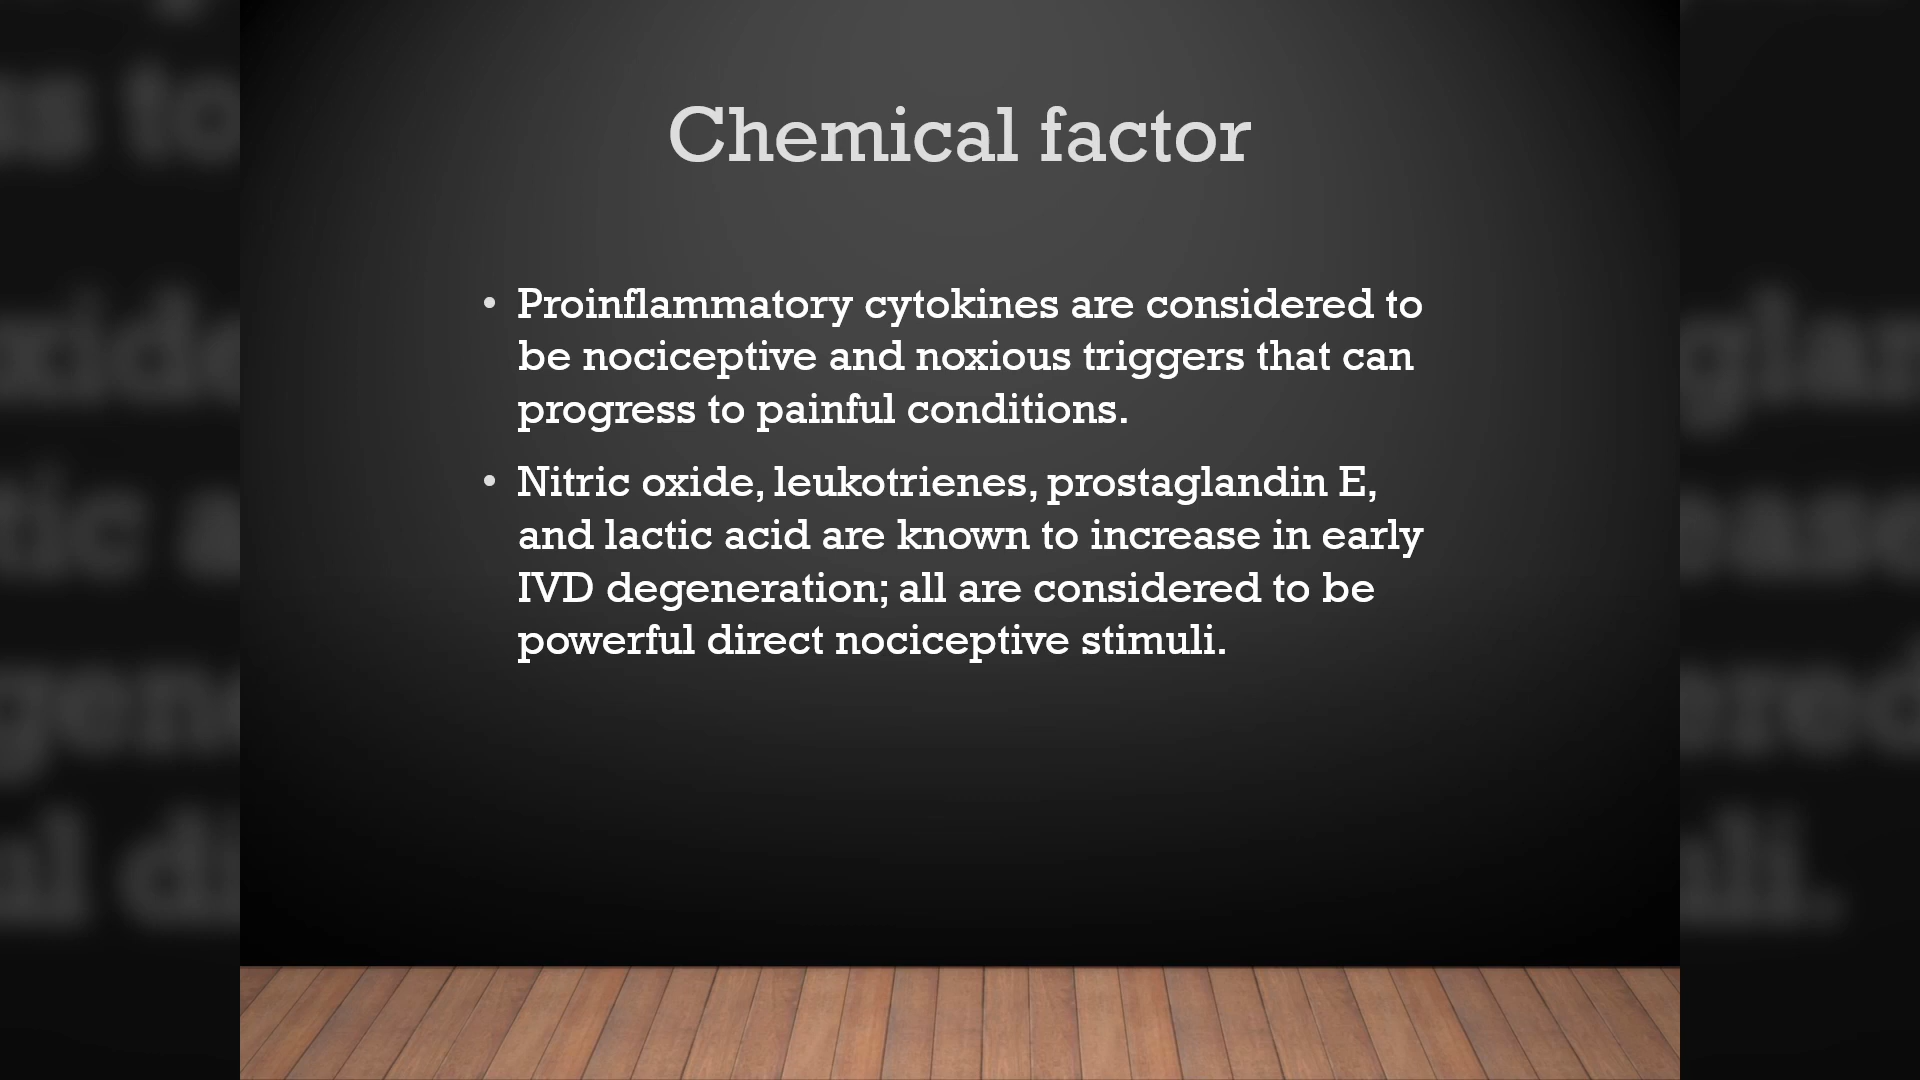 Chemical factor
• Proinflammatory cytokines are considered to
be nociceptive and noxious triggers that can
progress to painful conditions.
• Nitric oxide, leukotrienes, prostaglandin E,
and lactic acid are known to increase in early
IVD degeneration; all are considered to be
powerful direct nociceptive stimuli.